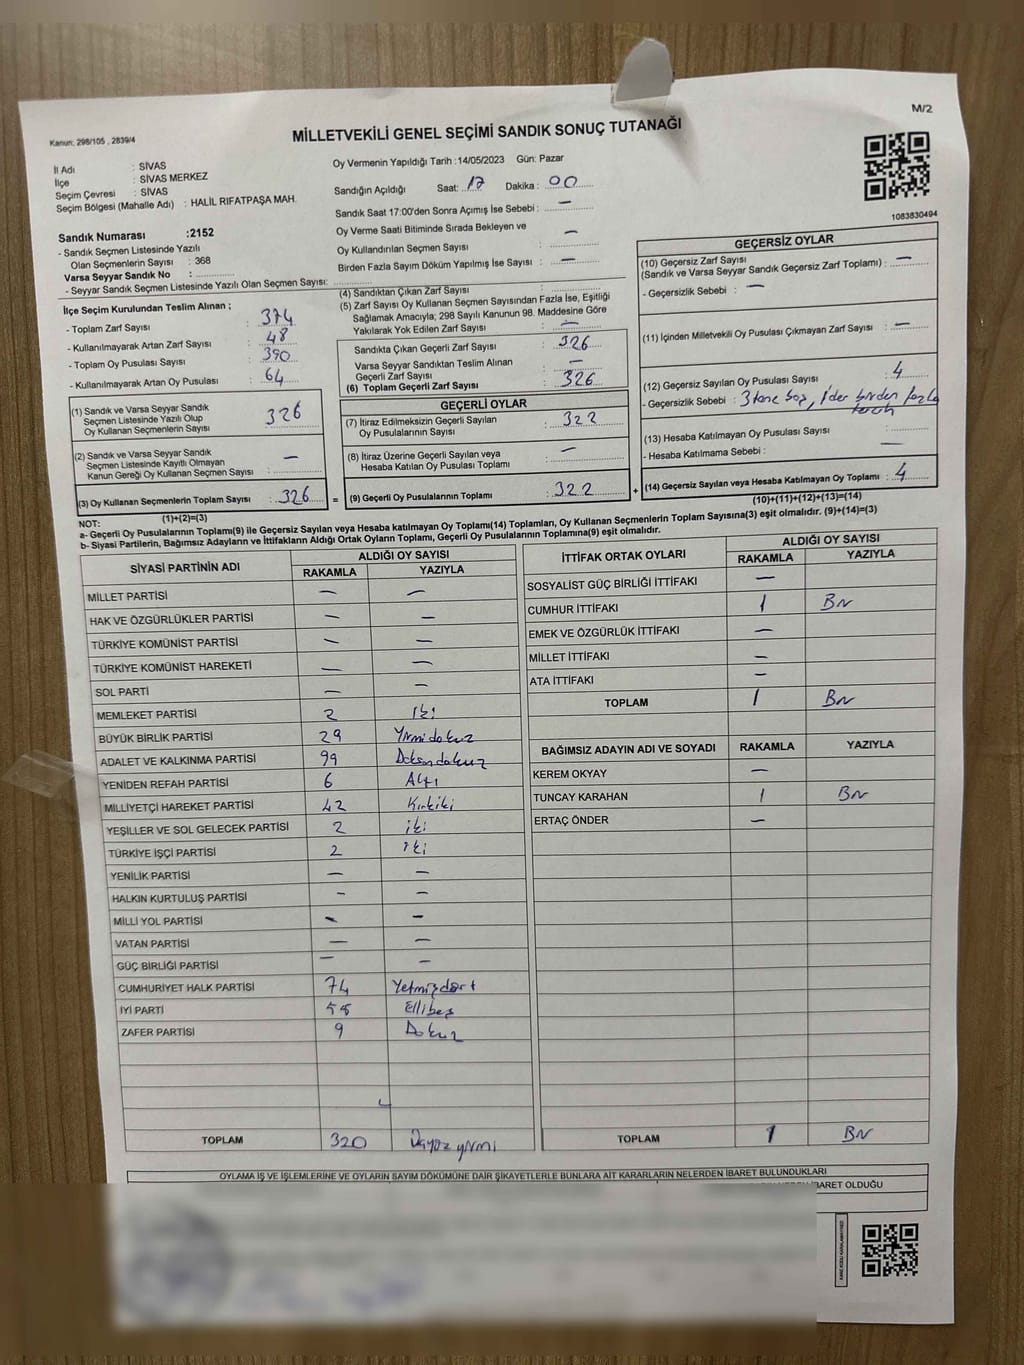 M/2
Kanun: 298/105 , 2839/4
MİLLETVEKİLİ GENEL SEÇİMİ SANDIK SONUÇ TUTANAĞI
İl Adı : SİVAS
İlçe : SİVAS MERKEZ
Seçim Çevresi : SİVAS
Seçim Bölgesi (Mahalle Adı) : HALİL RIFATPAŞA MAH.
Oy Vermenin Yapıldığı Tarih :14/05/2023 Gün: Pazar
Sandığın Açıldığı Saat: 17 Dakika : 00
Sandık Saat 17:00'den Sonra Açımış İse Sebebi : —
Oy Verme Saati Bitiminde Sırada Bekleyen ve
Oy Kullandırılan Seçmen Sayısı : —
Birden Fazla Sayım Döküm Yapılmış İse Sayısı : —
1083830494
Sandık Numarası :2152
- Sandık Seçmen Listesinde Yazılı
Olan Seçmenlerin Sayısı : 368
Varsa Seyyar Sandık No :
- Seyyar Sandık Seçmen Listesinde Yazılı Olan Seçmen Sayısı:
İlçe Seçim Kurulundan Teslim Alınan ;
- Toplam Zarf Sayısı : 374
- Kullanılmayarak Artan Zarf Sayısı : 48
- Toplam Oy Pusulası Sayısı : 390
- Kullanılmayarak Artan Oy Pusulası : 64
(1) Sandık ve Varsa Seyyar Sandık
Seçmen Listesinde Yazılı Olup
Oy Kullanan Seçmenlerin Sayısı : 326
(2) Sandık ve Varsa Seyyar Sandık
Seçmen Listesinde Kayıtlı Olmayan
Kanun Gereği Oy Kullanan Seçmen Sayısı : —
(3) Oy Kullanan Seçmenlerin Toplam Sayısı : 326 =
(1)+(2)=(3)
(4) Sandıktan Çıkan Zarf Sayısı :
(5) Zarf Sayısı Oy Kullanan Seçmen Sayısından Fazla İse, Eşitliği
Sağlamak Amacıyla; 298 Sayılı Kanunun 98. Maddesine Göre
Yakılarak Yok Edilen Zarf Sayısı : —
Sandıkta Çıkan Geçerli Zarf Sayısı : 326
Varsa Seyyar Sandıktan Teslim Alınan
Geçerli Zarf Sayısı : —
(6) Toplam Geçerli Zarf Sayısı : 326
GEÇERLİ OYLAR
(7) İtiraz Edilmeksizin Geçerli Sayılan
Oy Pusulalarının Sayısı : 322
(8) İtiraz Üzerine Geçerli Sayılan veya
Hesaba Katılan Oy Pusulası Toplamı : —
(9) Geçerli Oy Pusulalarının Toplamı : 322 +
GEÇERSİZ OYLAR
(10) Geçersiz Zarf Sayısı
(Sandık ve Varsa Seyyar Sandık Geçersiz Zarf Toplamı) : —
- Geçersizlik Sebebi : —
(11) İçinden Milletvekili Oy Pusulası Çıkmayan Zarf Sayısı : —
(12) Geçersiz Sayılan Oy Pusulası Sayısı : 4
- Geçersizlik Sebebi : 3 tane boş, 1'der birden fazla
tercih
(13) Hesaba Katılmayan Oy Pusulası Sayısı :
- Hesaba Katılmama Sebebi : —
(14) Geçersiz Sayılan veya Hesaba Katılmayan Oy Toplamı : 4
(10)+(11)+(12)+(13)=(14)
NOT:
a- Geçerli Oy Pusulalarının Toplamı(9) ile Geçersiz Sayılan veya Hesaba katılmayan Oy Toplamı(14) Toplamları, Oy Kullanan Seçmenlerin Toplam Sayısına(3) eşit olmalıdır. (9)+(14)=(3)
b- Siyasi Partilerin, Bağımsız Adayların ve İttifakların Aldığı Ortak Oyların Toplamı, Geçerli Oy Pusulalarının Toplamına(9) eşit olmalıdır.
SİYASİ PARTİNİN ADI ALDIĞI OY SAYISI
RAKAMLA YAZIYLA
MİLLET PARTİSİ — —
HAK VE ÖZGÜRLÜKLER PARTİSİ — —
TÜRKİYE KOMÜNİST PARTİSİ — —
TÜRKİYE KOMÜNİST HAREKETİ — —
SOL PARTİ — —
MEMLEKET PARTİSİ 2 iki
BÜYÜK BİRLİK PARTİSİ 29 Yirmidokuz
ADALET VE KALKINMA PARTİSİ 99 Doksandokuz
YENİDEN REFAH PARTİSİ 6 Altı
MİLLİYETÇİ HAREKET PARTİSİ 42 Kırkiki
YEŞİLLER VE SOL GELECEK PARTİSİ 2 iki
TÜRKİYE İŞÇİ PARTİSİ 2 iki
YENİLİK PARTİSİ — —
HALKIN KURTULUŞ PARTİSİ — —
MİLLİ YOL PARTİSİ — —
VATAN PARTİSİ — —
GÜÇ BİRLİĞİ PARTİSİ — —
CUMHURİYET HALK PARTİSİ 74 Yetmişdört
İYİ PARTİ 55 Ellibeş
ZAFER PARTİSİ 9 Dokuz
TOPLAM 320 Üçyüz yirmi
İTTİFAK ORTAK OYLARI ALDIĞI OY SAYISI
RAKAMLA YAZIYLA
SOSYALİST GÜÇ BİRLİĞİ İTTİFAKI —
CUMHUR İTTİFAKI 1 Bir
EMEK VE ÖZGÜRLÜK İTTİFAKI —
MİLLET İTTİFAKI —
ATA İTTİFAKI —
TOPLAM 1 Bir
BAĞIMSIZ ADAYIN ADI VE SOYADI RAKAMLA YAZIYLA
KEREM OKYAY —
TUNCAY KARAHAN 1 Bir
ERTAÇ ÖNDER —
TOPLAM 1 Bir
OYLAMA İŞ VE İŞLEMLERİNE VE OYLARIN SAYIM DÖKÜMÜNE DAİR ŞİKAYETLERLE BUNLARA AİT KARARLARIN NELERDEN İBARET BULUNDUKLARI
İBARET OLDUĞU